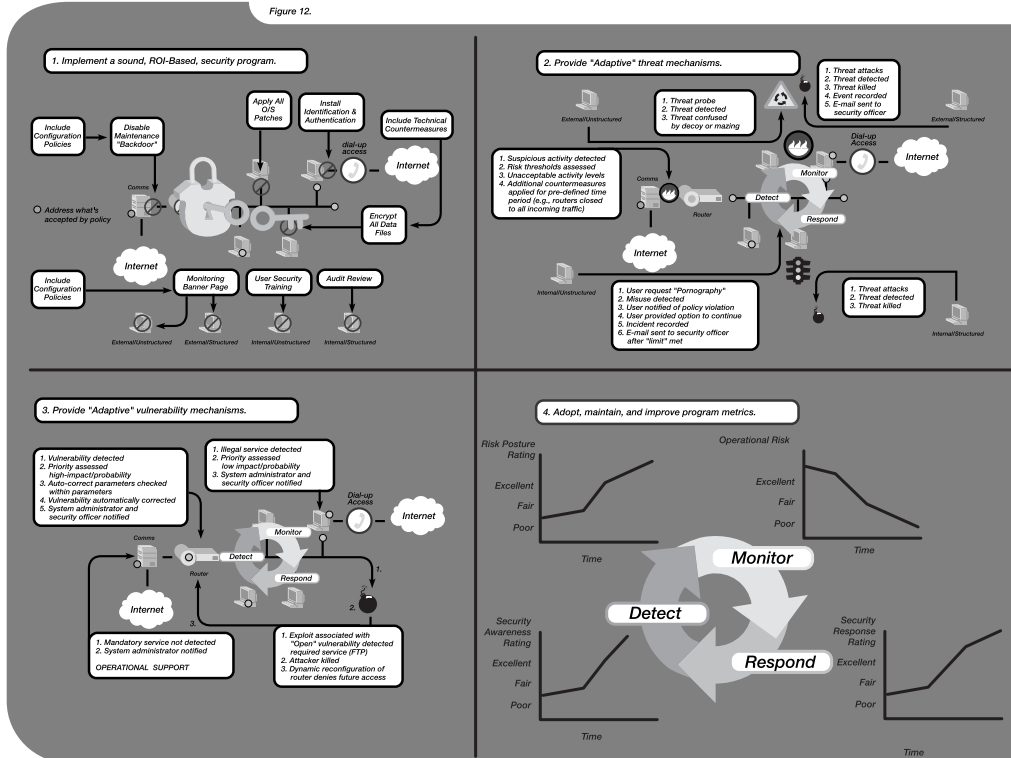 Figure 12.
1. Implement a sound, ROI-Based, security program.
Include
Configuration
Policies
Disable
Maintenance
"Backdoor"
Apply All
O/S
Patches
Install
Identification &
Authentication
Include Technical
Countermeasures
dial-up
access
Internet
Comms
Address what's
accepted by policy
Encrypt
All Data
Files
Internet
Include
Configuration
Policies
Monitoring
Banner Page
User Security
Training
Audit Review
External/Unstructured
External/Structured
Internal/Unstructured
Internal/Structured
2. Provide "Adaptive" threat mechanisms.
External/Unstructured
1. Threat probe
2. Threat detected
3. Threat confused
by decoy or mazing
1. Threat attacks
2. Threat detected
3. Threat killed
4. Event recorded
5. E-mail sent to
security officer
External/Structured
1. Suspicious activity detected
2. Risk thresholds assessed
3. Unacceptable activity levels
4. Additional countermeasures
applied for pre-defined time
period (e.g., routers closed
to all incoming traffic)
Comms
Router
Dial-up
Access
Internet
Monitor
Detect
Respond
Internet
Internal/Unstructured
1. User request "Pornography"
2. Misuse detected
3. User notified of policy violation
4. User provided option to continue
5. Incident recorded
6. E-mail sent to security officer
after "limit" met
1. Threat attacks
2. Threat detected
3. Threat killed
Internal/Structured
3. Provide "Adaptive" vulnerability mechanisms.
1. Vulnerability detected
2. Priority assessed
high-impact/probability
3. Auto-correct parameters checked
within parameters
4. Vulnerability automatically corrected
5. System administrator and
security officer notified
1. Illegal service detected
2. Priority assessed
low impact/probability
3. System administrator and
security officer notified
Dial-up
Access
Internet
Comms
Router
Monitor
Detect
Respond
1.
2.
3.
Internet
1. Mandatory service not detected
2. System administrator notified
OPERATIONAL SUPPORT
1. Exploit associated with
"Open" vulnerability detected
required service (FTP)
2. Attacker killed
3. Dynamic reconfiguration of
router denies future access
4. Adopt, maintain, and improve program metrics.
Risk Posture
Rating
Excellent
Fair
Poor
Time
Operational Risk
Excellent
Fair
Poor
Time
Monitor
Detect
Respond
Security
Awareness
Rating
Excellent
Fair
Poor
Time
Security
Response
Rating
Excellent
Fair
Poor
Time